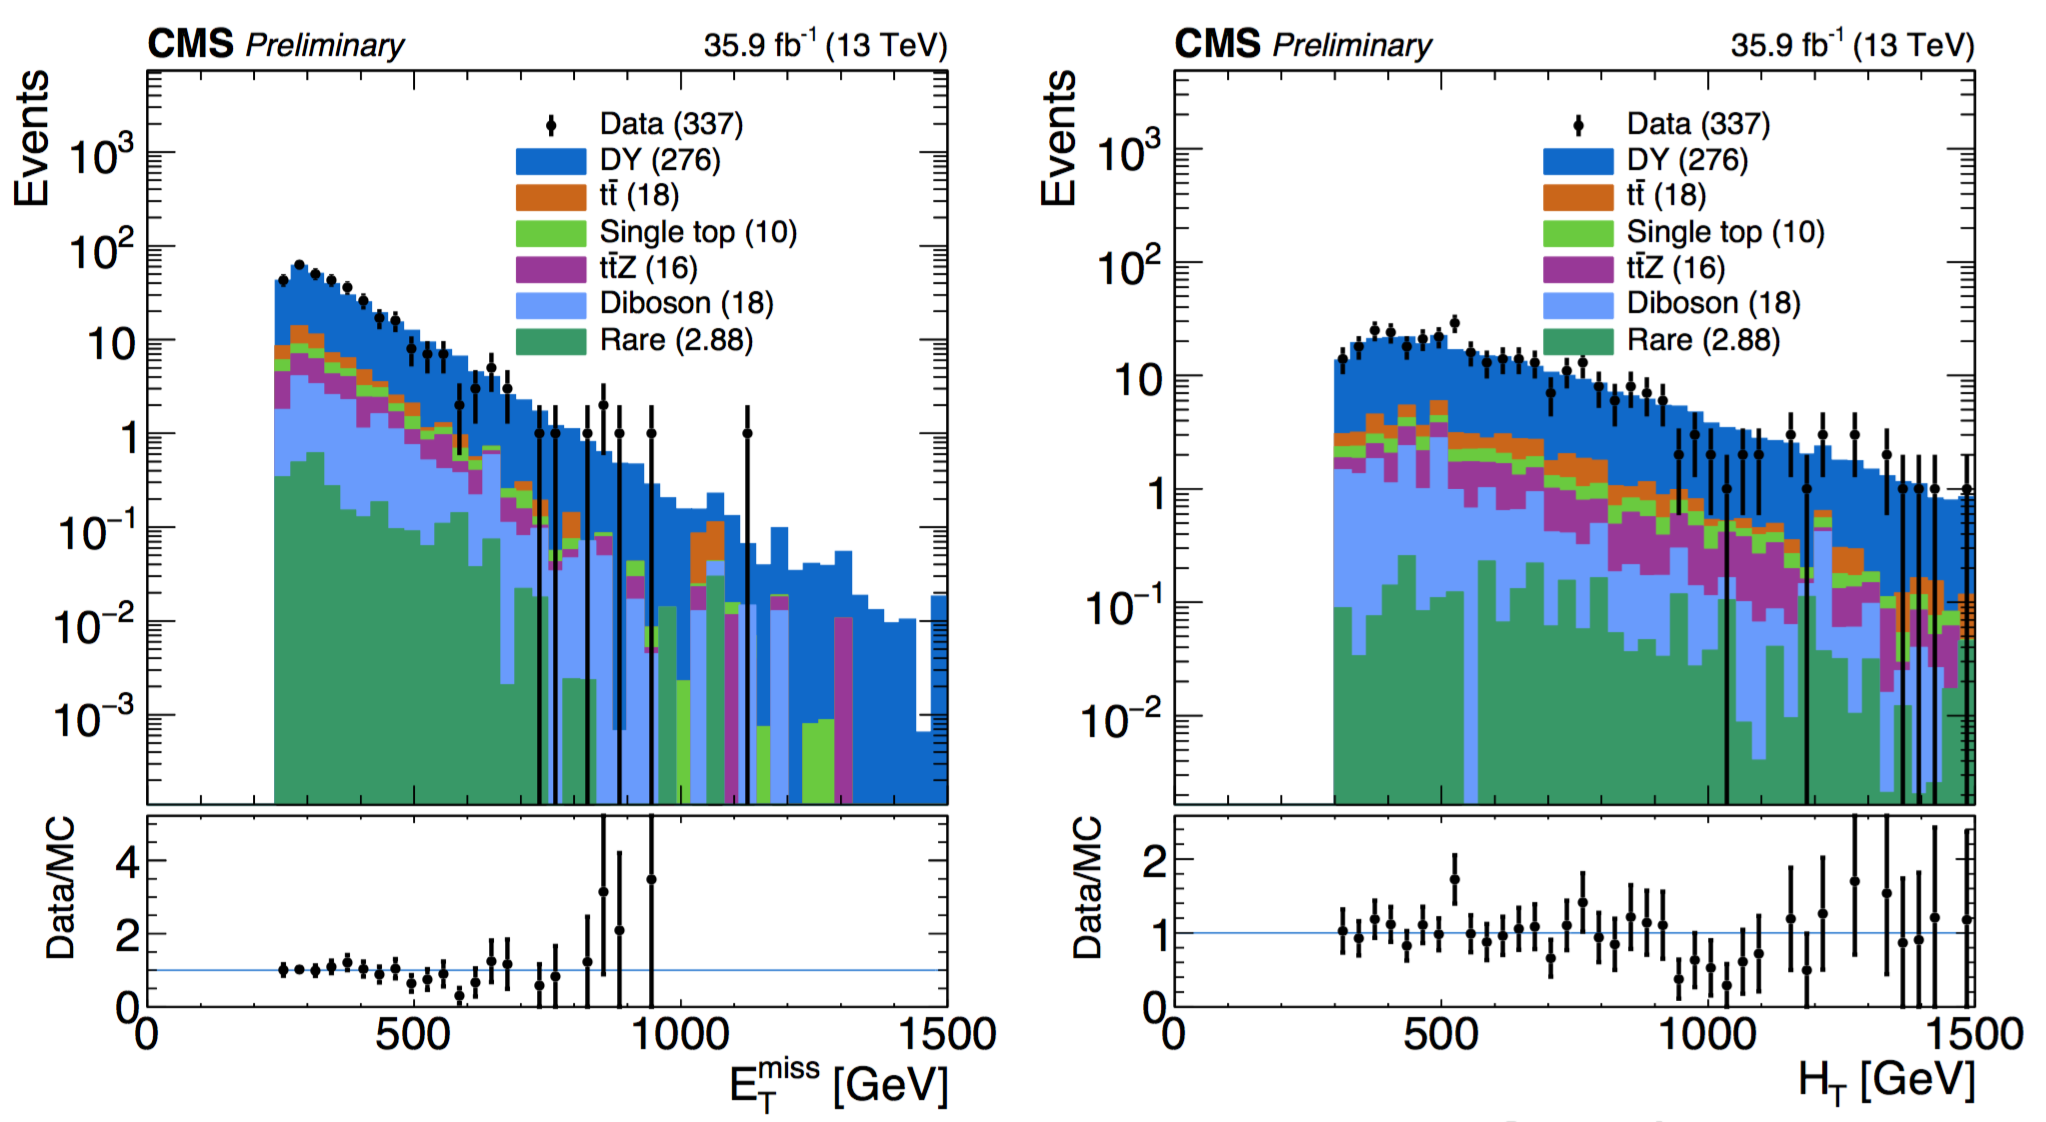 CMS Preliminary 35.9 fb⁻¹ (13 TeV)
Events
10³
10²
10
1
10⁻¹
10⁻²
10⁻³
Data (337)
DY (276)
tt̄ (18)
Single top (10)
tt̄Z (16)
Diboson (18)
Rare (2.88)
Data/MC
4
2
0
0 500 1000 1500
E_T^miss [GeV]
CMS Preliminary 35.9 fb⁻¹ (13 TeV)
Events
10³
10²
10
1
10⁻¹
10⁻²
Data (337)
DY (276)
tt̄ (18)
Single top (10)
tt̄Z (16)
Diboson (18)
Rare (2.88)
Data/MC
2
1
0
0 500 1000 1500
H_T [GeV]